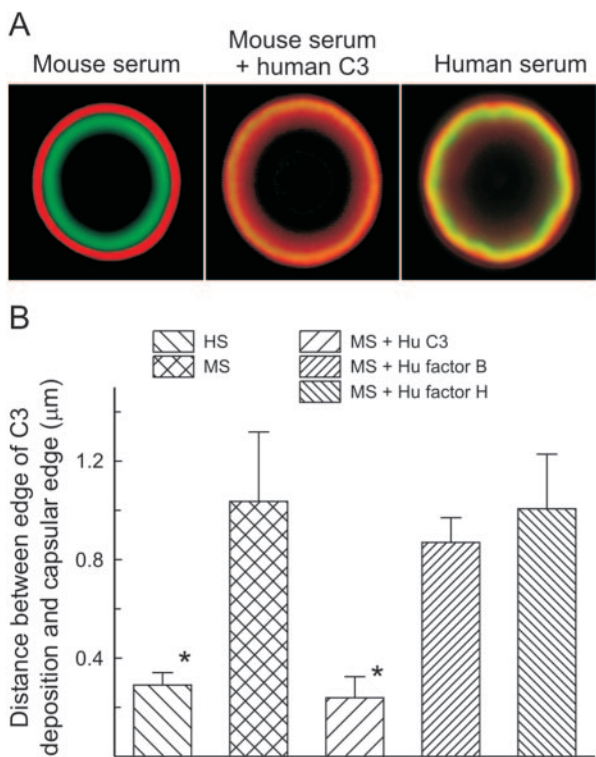 A
Mouse serum
Mouse serum
+ human C3
Human serum
B
HS
MS
MS + Hu C3
MS + Hu factor B
MS + Hu factor H
Distance between edge of C3
deposition and capsular edge (μm)
1.2
0.8
0.4
*
*